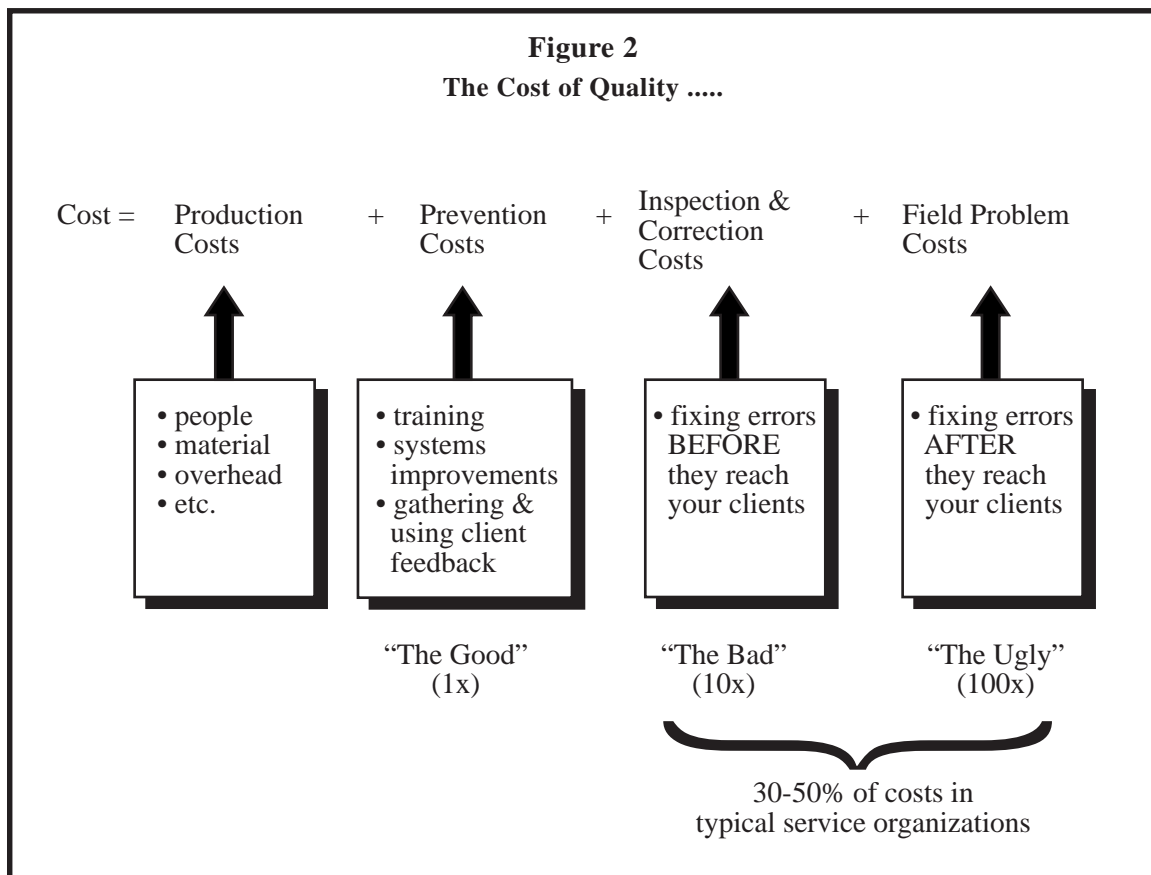 Figure 2
The Cost of Quality .....
Cost =
Production
Costs
+
Prevention
Costs
+
Inspection &
Correction
Costs
+
Field Problem
Costs
• people
• material
• overhead
• etc.
• training
• systems
improvements
• gathering &
using client
feedback
• fixing errors
BEFORE
they reach
your clients
• fixing errors
AFTER
they reach
your clients
“The Good”
(1x)
“The Bad”
(10x)
“The Ugly”
(100x)
30-50% of costs in
typical service organizations